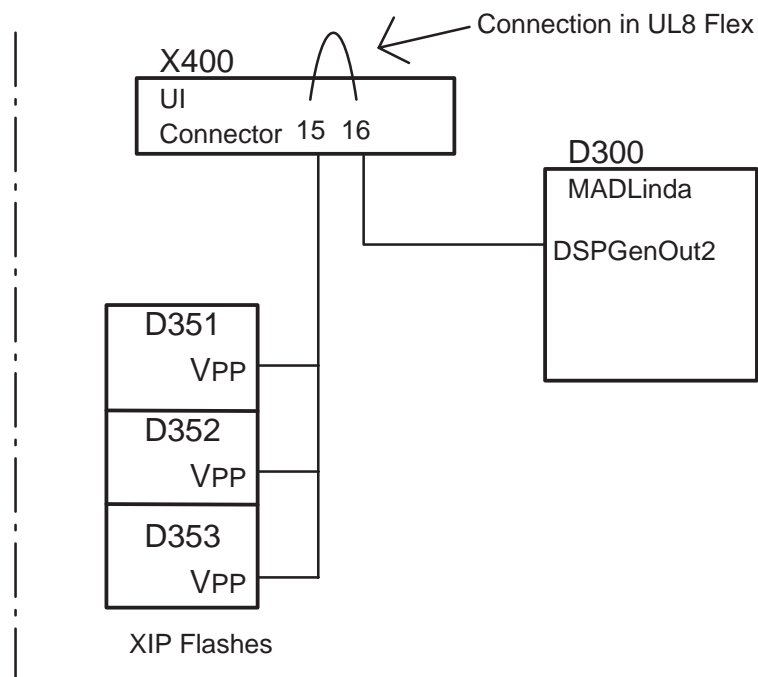 Connection in UL8 Flex
X400
UI
Connector 15 16
D300
MADLinda
DSPGenOut2
D351
VPP
D352
VPP
D353
VPP
XIP Flashes